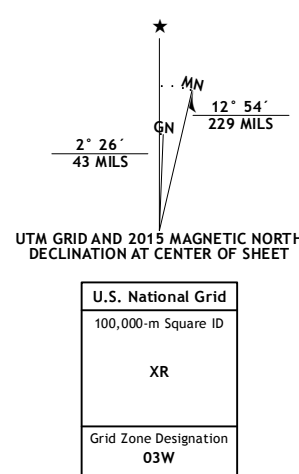 ★
MN
GN
12° 54´
229 MILS
2° 26´
43 MILS
UTM GRID AND 2015 MAGNETIC NORTH
DECLINATION AT CENTER OF SHEET
U.S. National Grid
100,000-m Square ID
XR
Grid Zone Designation
03W